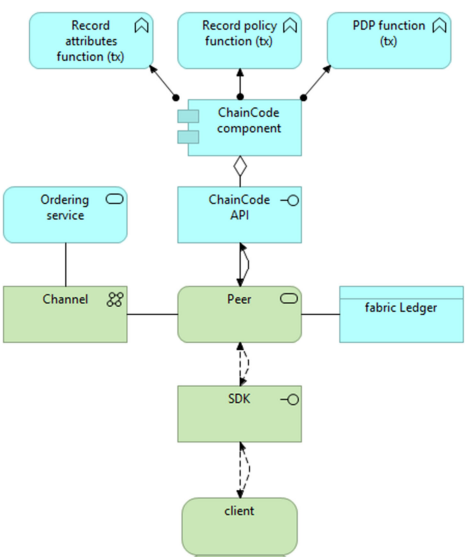 Record
attributes
function (tx)
Record policy
function (tx)
PDP function
(tx)
ChainCode
component
Ordering
service
ChainCode
API
Channel
Peer
fabric Ledger
SDK
client